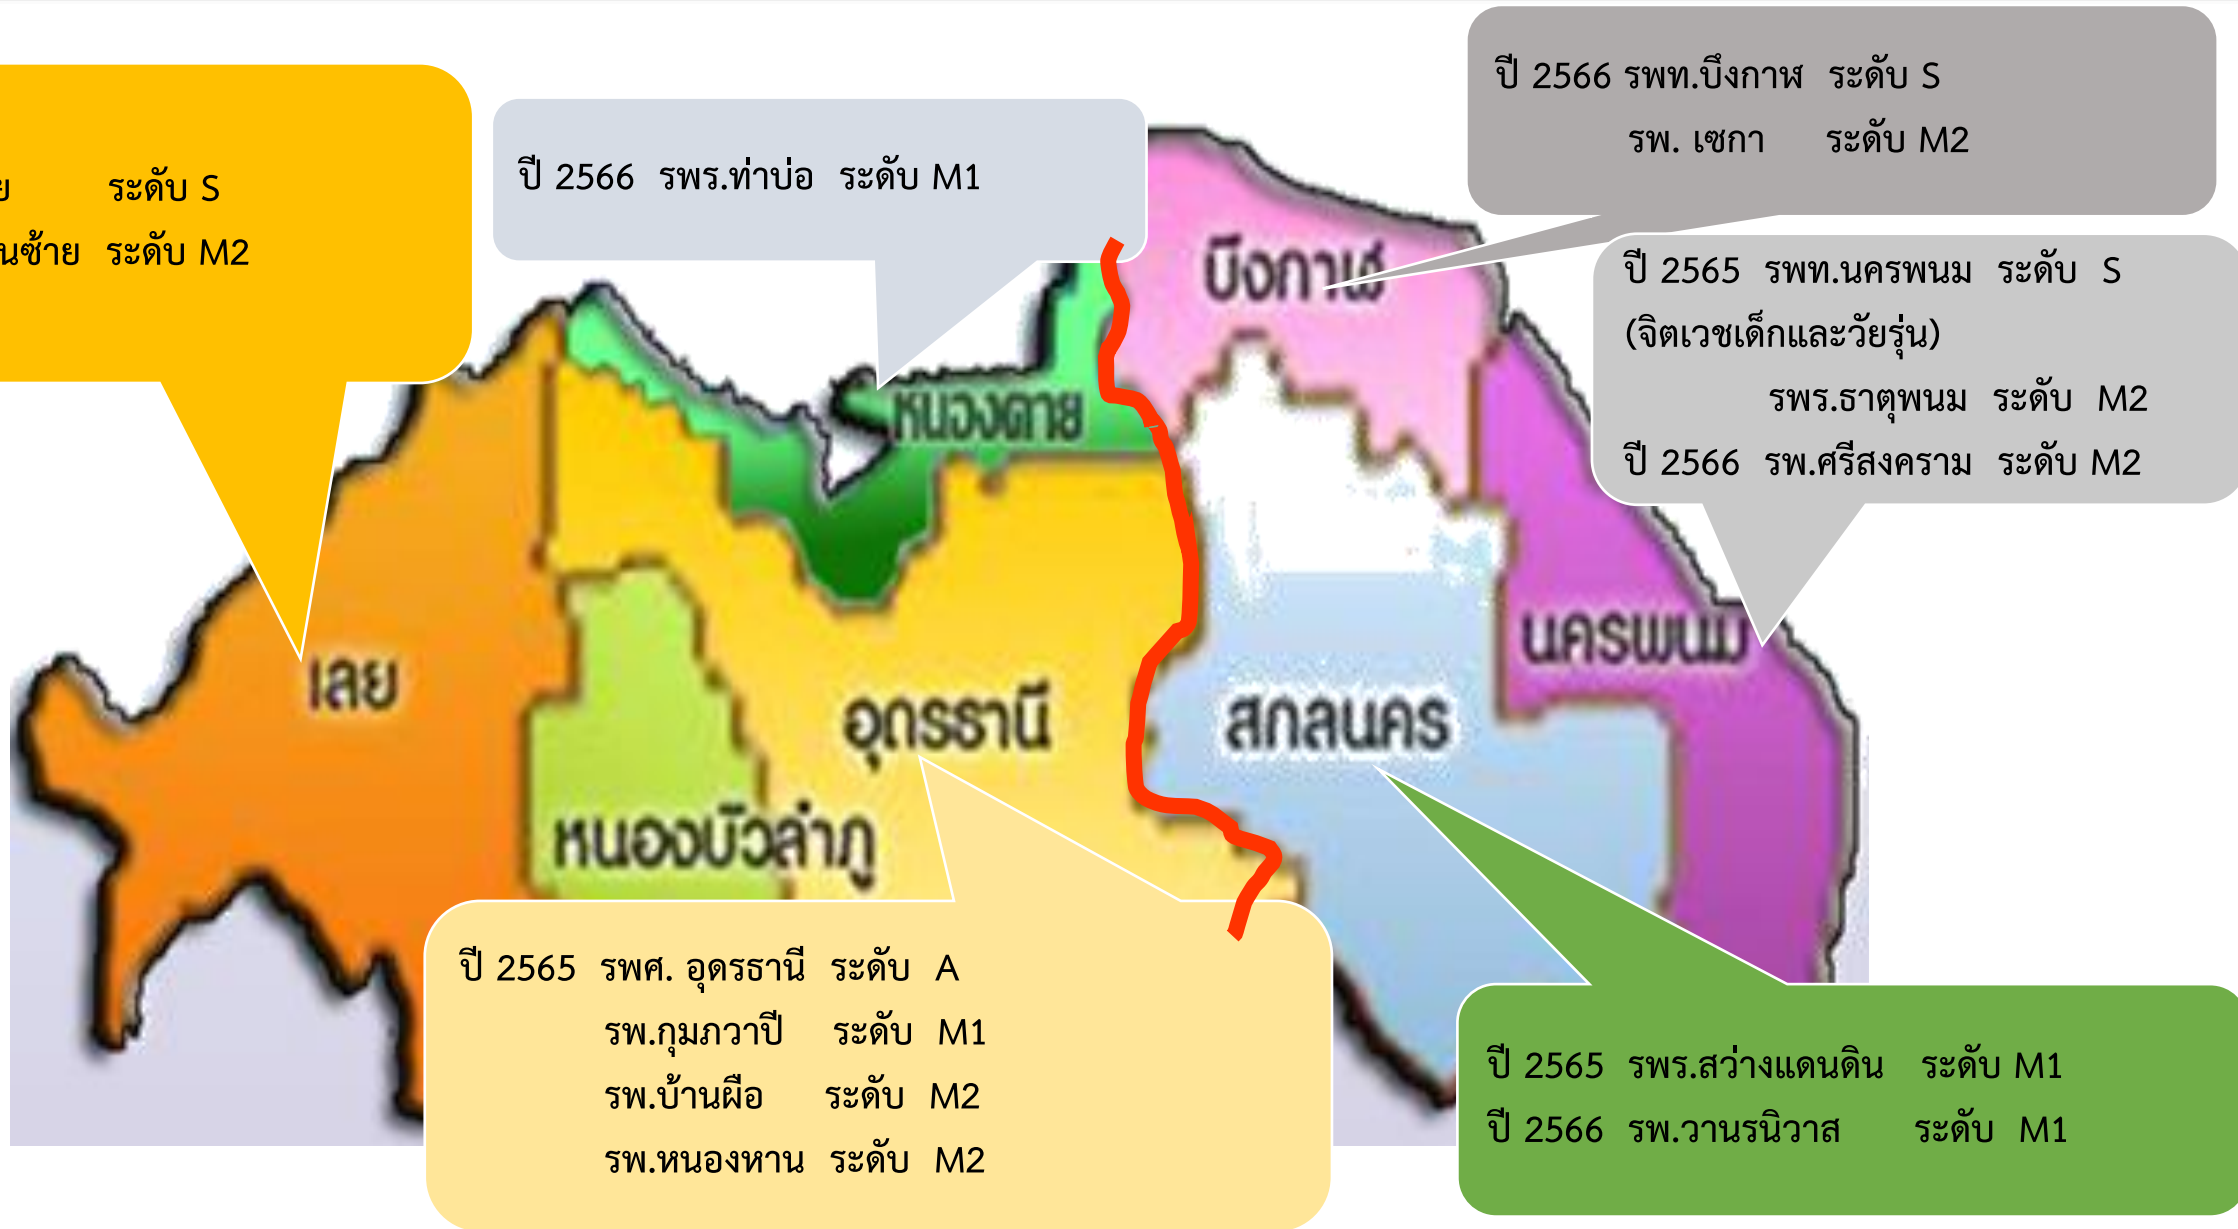 ปี 2566 รพท.บึงกาฬ ระดับ S
รพ. เซกา ระดับ M2
ปี 2566 รพร.ท่าบ่อ ระดับ M1
ย ระดับ S
นซ้าย ระดับ M2
ปี 2565 รพท.นครพนม ระดับ S
(จิตเวชเด็กและวัยรุ่น)
รพร.ธาตุพนม ระดับ M2
ปี 2566 รพ.ศรีสงคราม ระดับ M2
บึงกาฬ
หนองคาย
นครพนม
เลย
อุดรธานี
สกลนคร
หนองบัวลำภู
ปี 2565 รพศ. อุดรธานี ระดับ A
รพ.กุมภวาปี ระดับ M1
รพ.บ้านผือ ระดับ M2
รพ.หนองหาน ระดับ M2
ปี 2565 รพร.สว่างแดนดิน ระดับ M1
ปี 2566 รพ.วานรนิวาส ระดับ M1